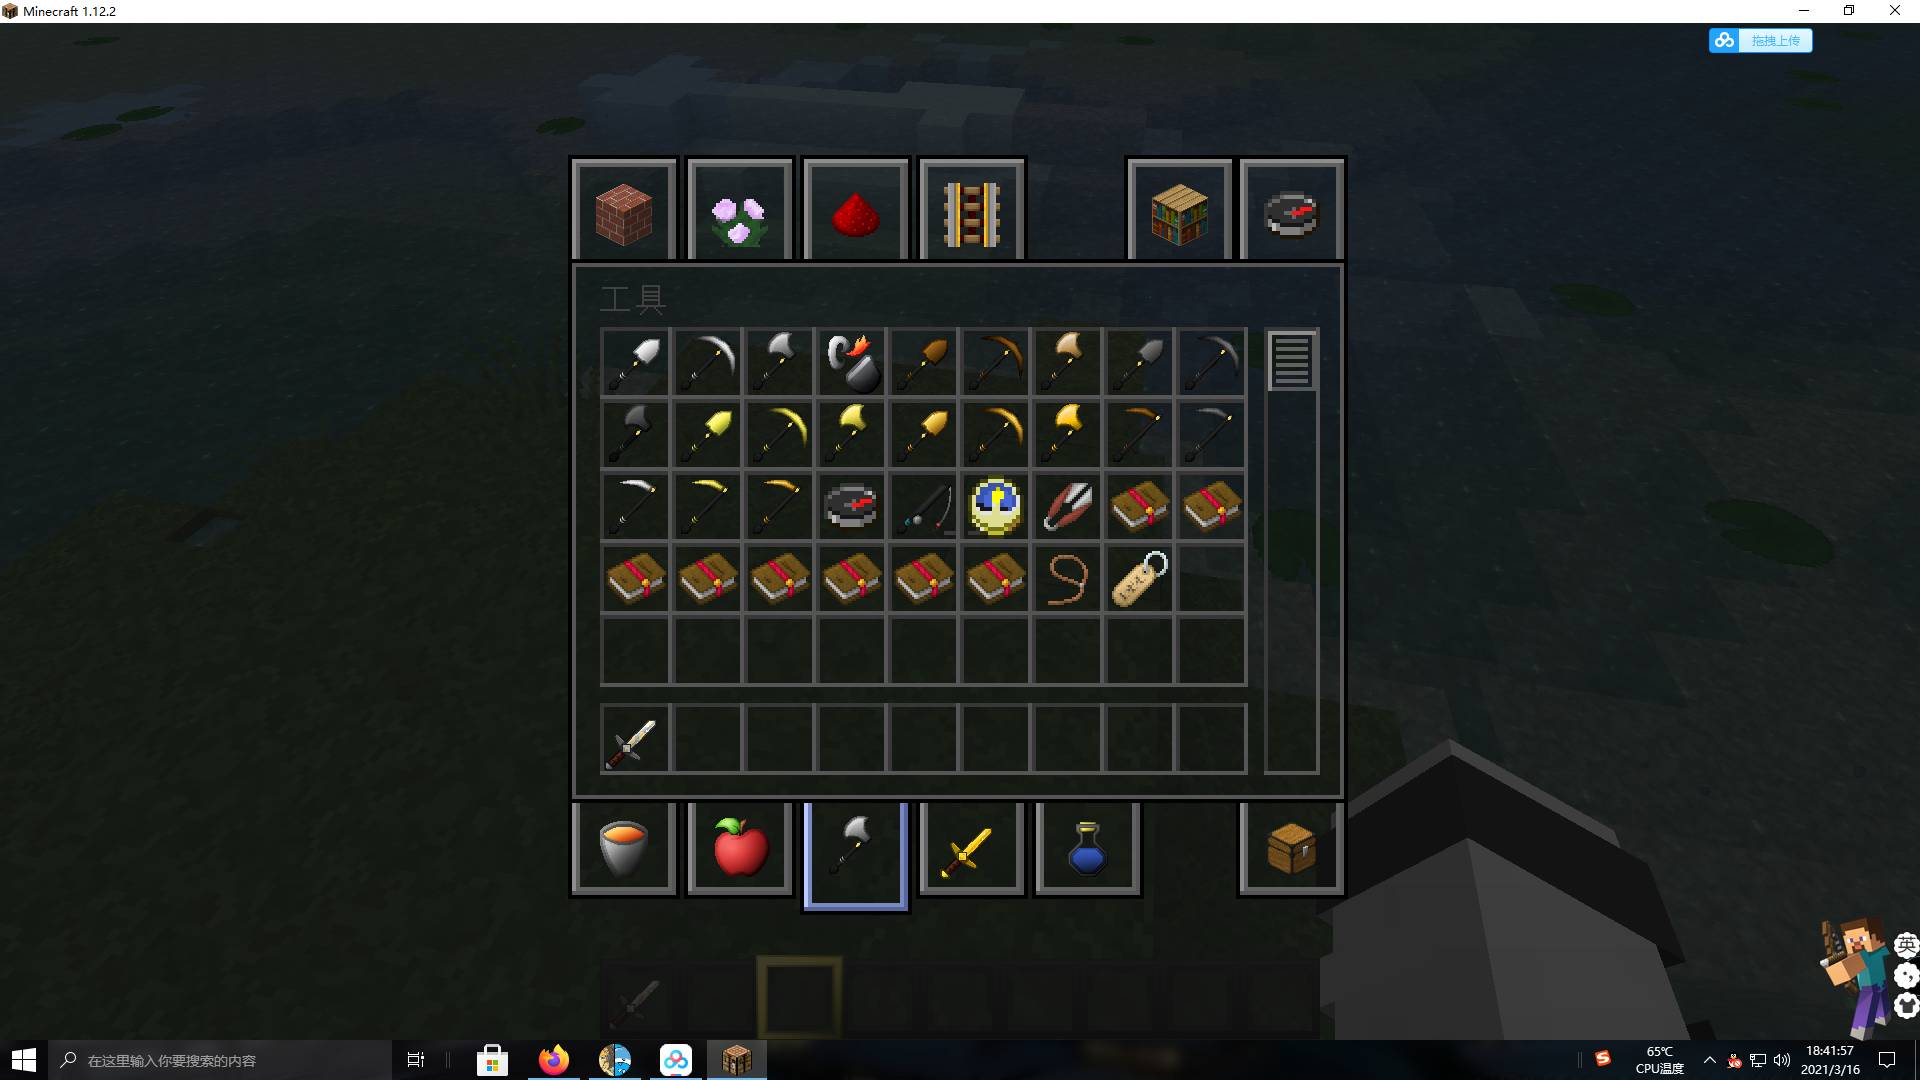 Minecraft 1.12.2
拖拽上传
工具
英
在这里输入你要搜索的内容
65℃
CPU温度
18:41:57
2021/3/16